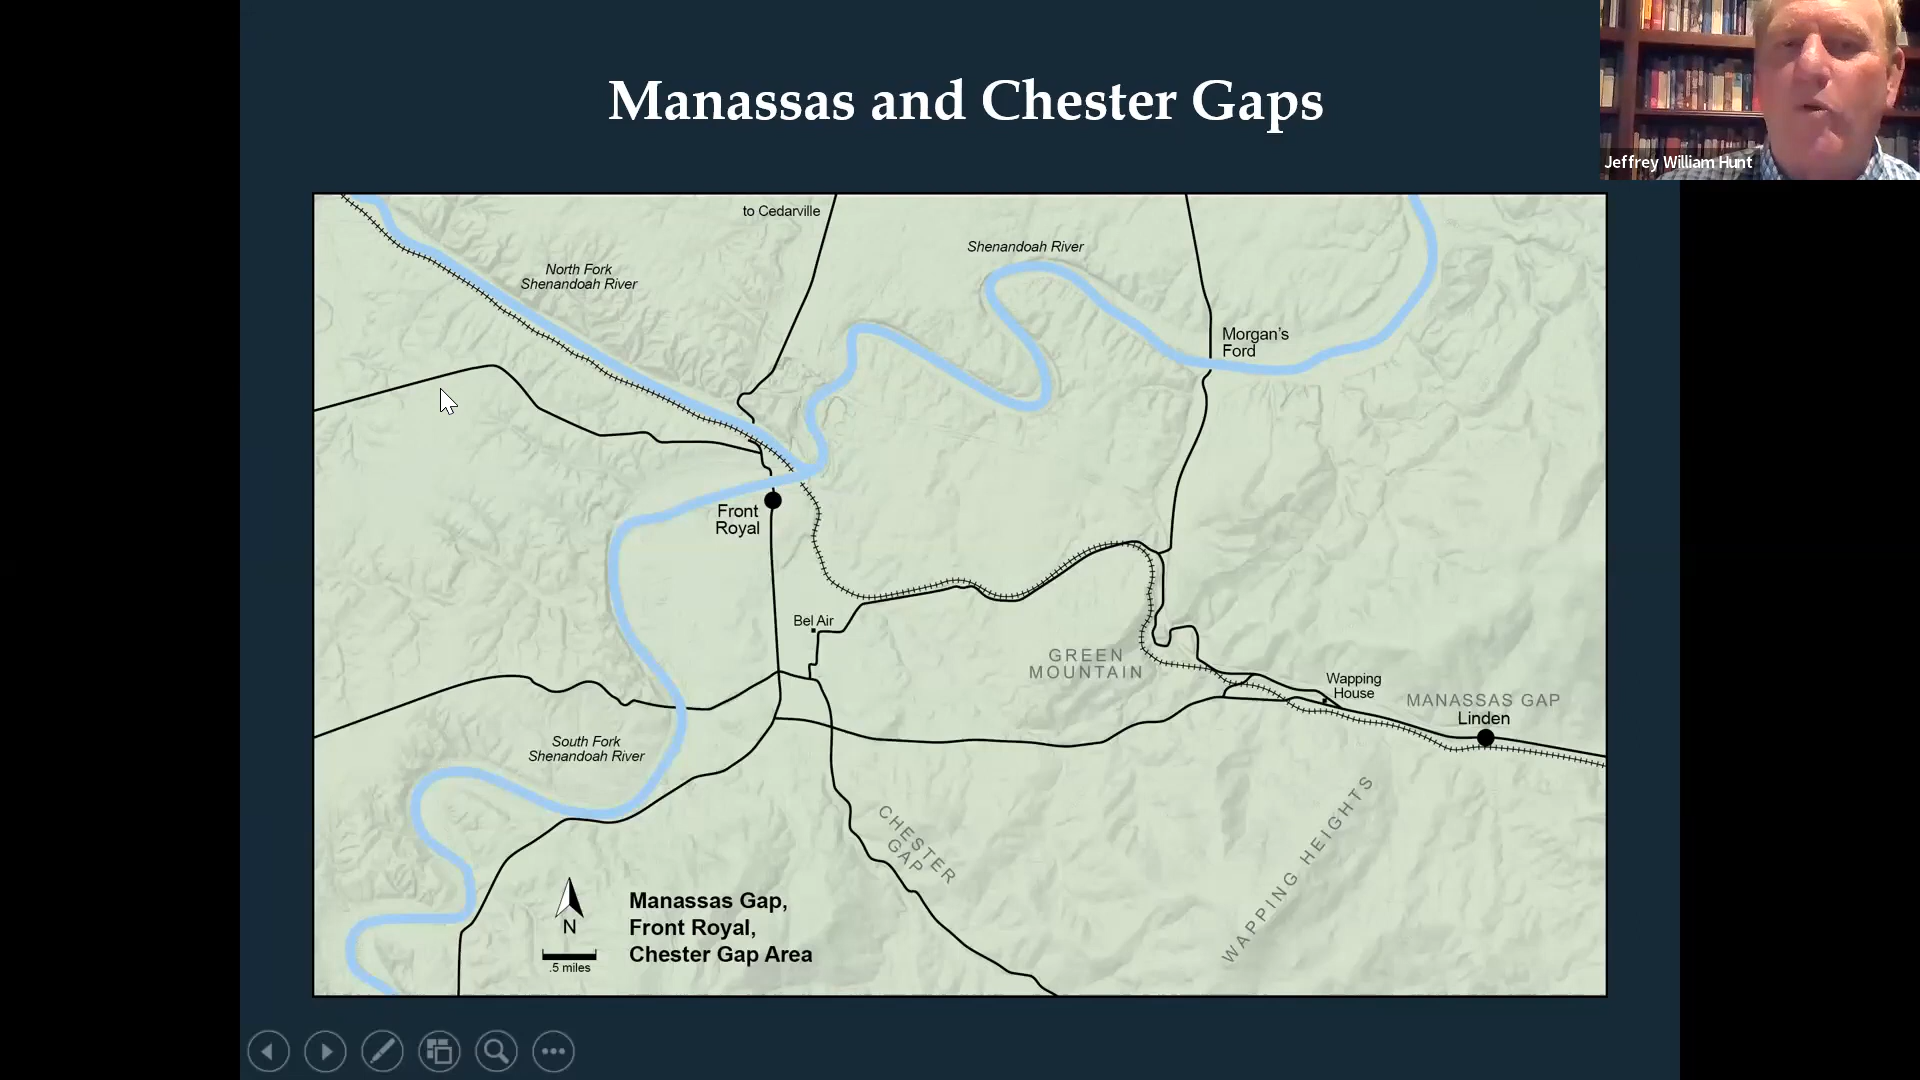 Manassas and Chester Gaps
Jeffrey William Hunt
to Cedarville
Shenandoah River
North Fork
Shenandoah River
Morgan's
Ford
Front
Royal
Bel Air
GREEN
MOUNTAIN
Wapping
House
MANASSAS GAP
Linden
South Fork
Shenandoah River
CHESTER
GAP
WAPPING HEIGHTS
N
.5 miles
Manassas Gap,
Front Royal,
Chester Gap Area